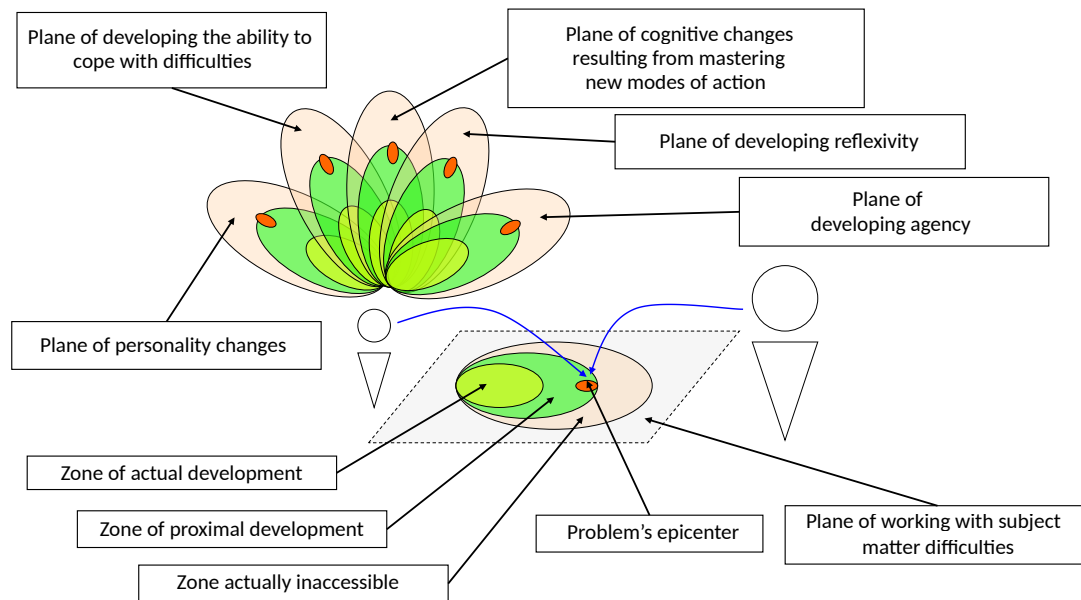 Plane of developing the ability to
cope with difficulties
Plane of cognitive changes
resulting from mastering
new modes of action
Plane of developing reflexivity
Plane of
developing agency
Plane of personality changes
Zone of actual development
Zone of proximal development
Zone actually inaccessible
Problem's epicenter
Plane of working with subject
matter difficulties